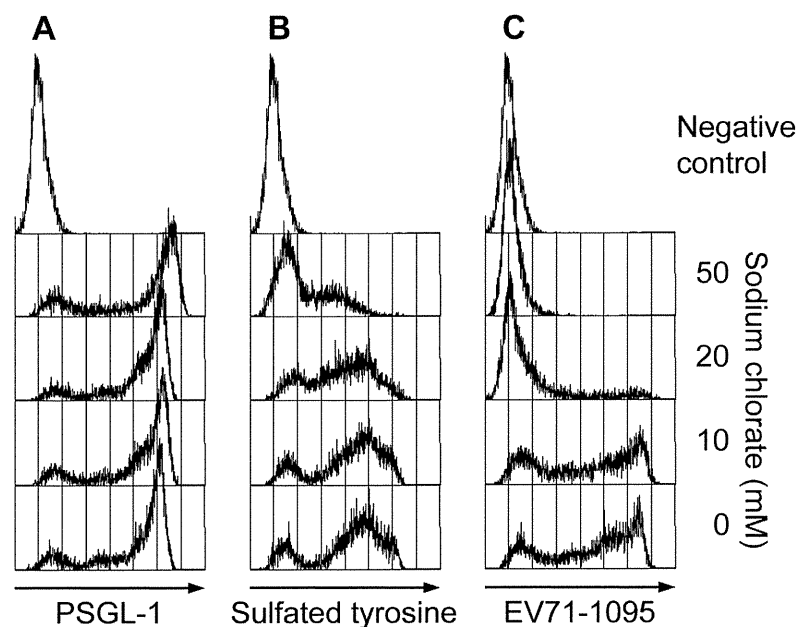 A B C
Negative
control
50
20
10
0
Sodium chlorate (mM)
PSGL-1 Sulfated tyrosine EV71-1095